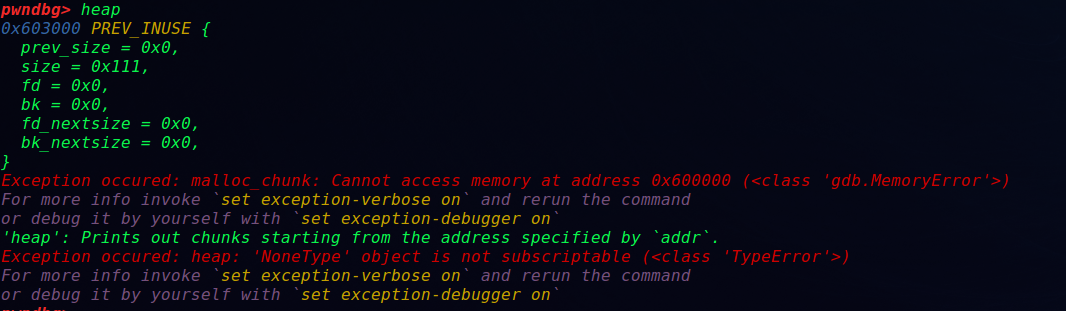 pwndbg> heap
0x603000 PREV_INUSE {
  prev_size = 0x0,
  size = 0x111,
  fd = 0x0,
  bk = 0x0,
  fd_nextsize = 0x0,
  bk_nextsize = 0x0,
}
Exception occured: malloc_chunk: Cannot access memory at address 0x600000 (<class 'gdb.MemoryError'>)
For more info invoke `set exception-verbose on` and rerun the command
or debug it by yourself with `set exception-debugger on`
'heap': Prints out chunks starting from the address specified by `addr`.
Exception occured: heap: 'NoneType' object is not subscriptable (<class 'TypeError'>)
For more info invoke `set exception-verbose on` and rerun the command
or debug it by yourself with `set exception-debugger on`